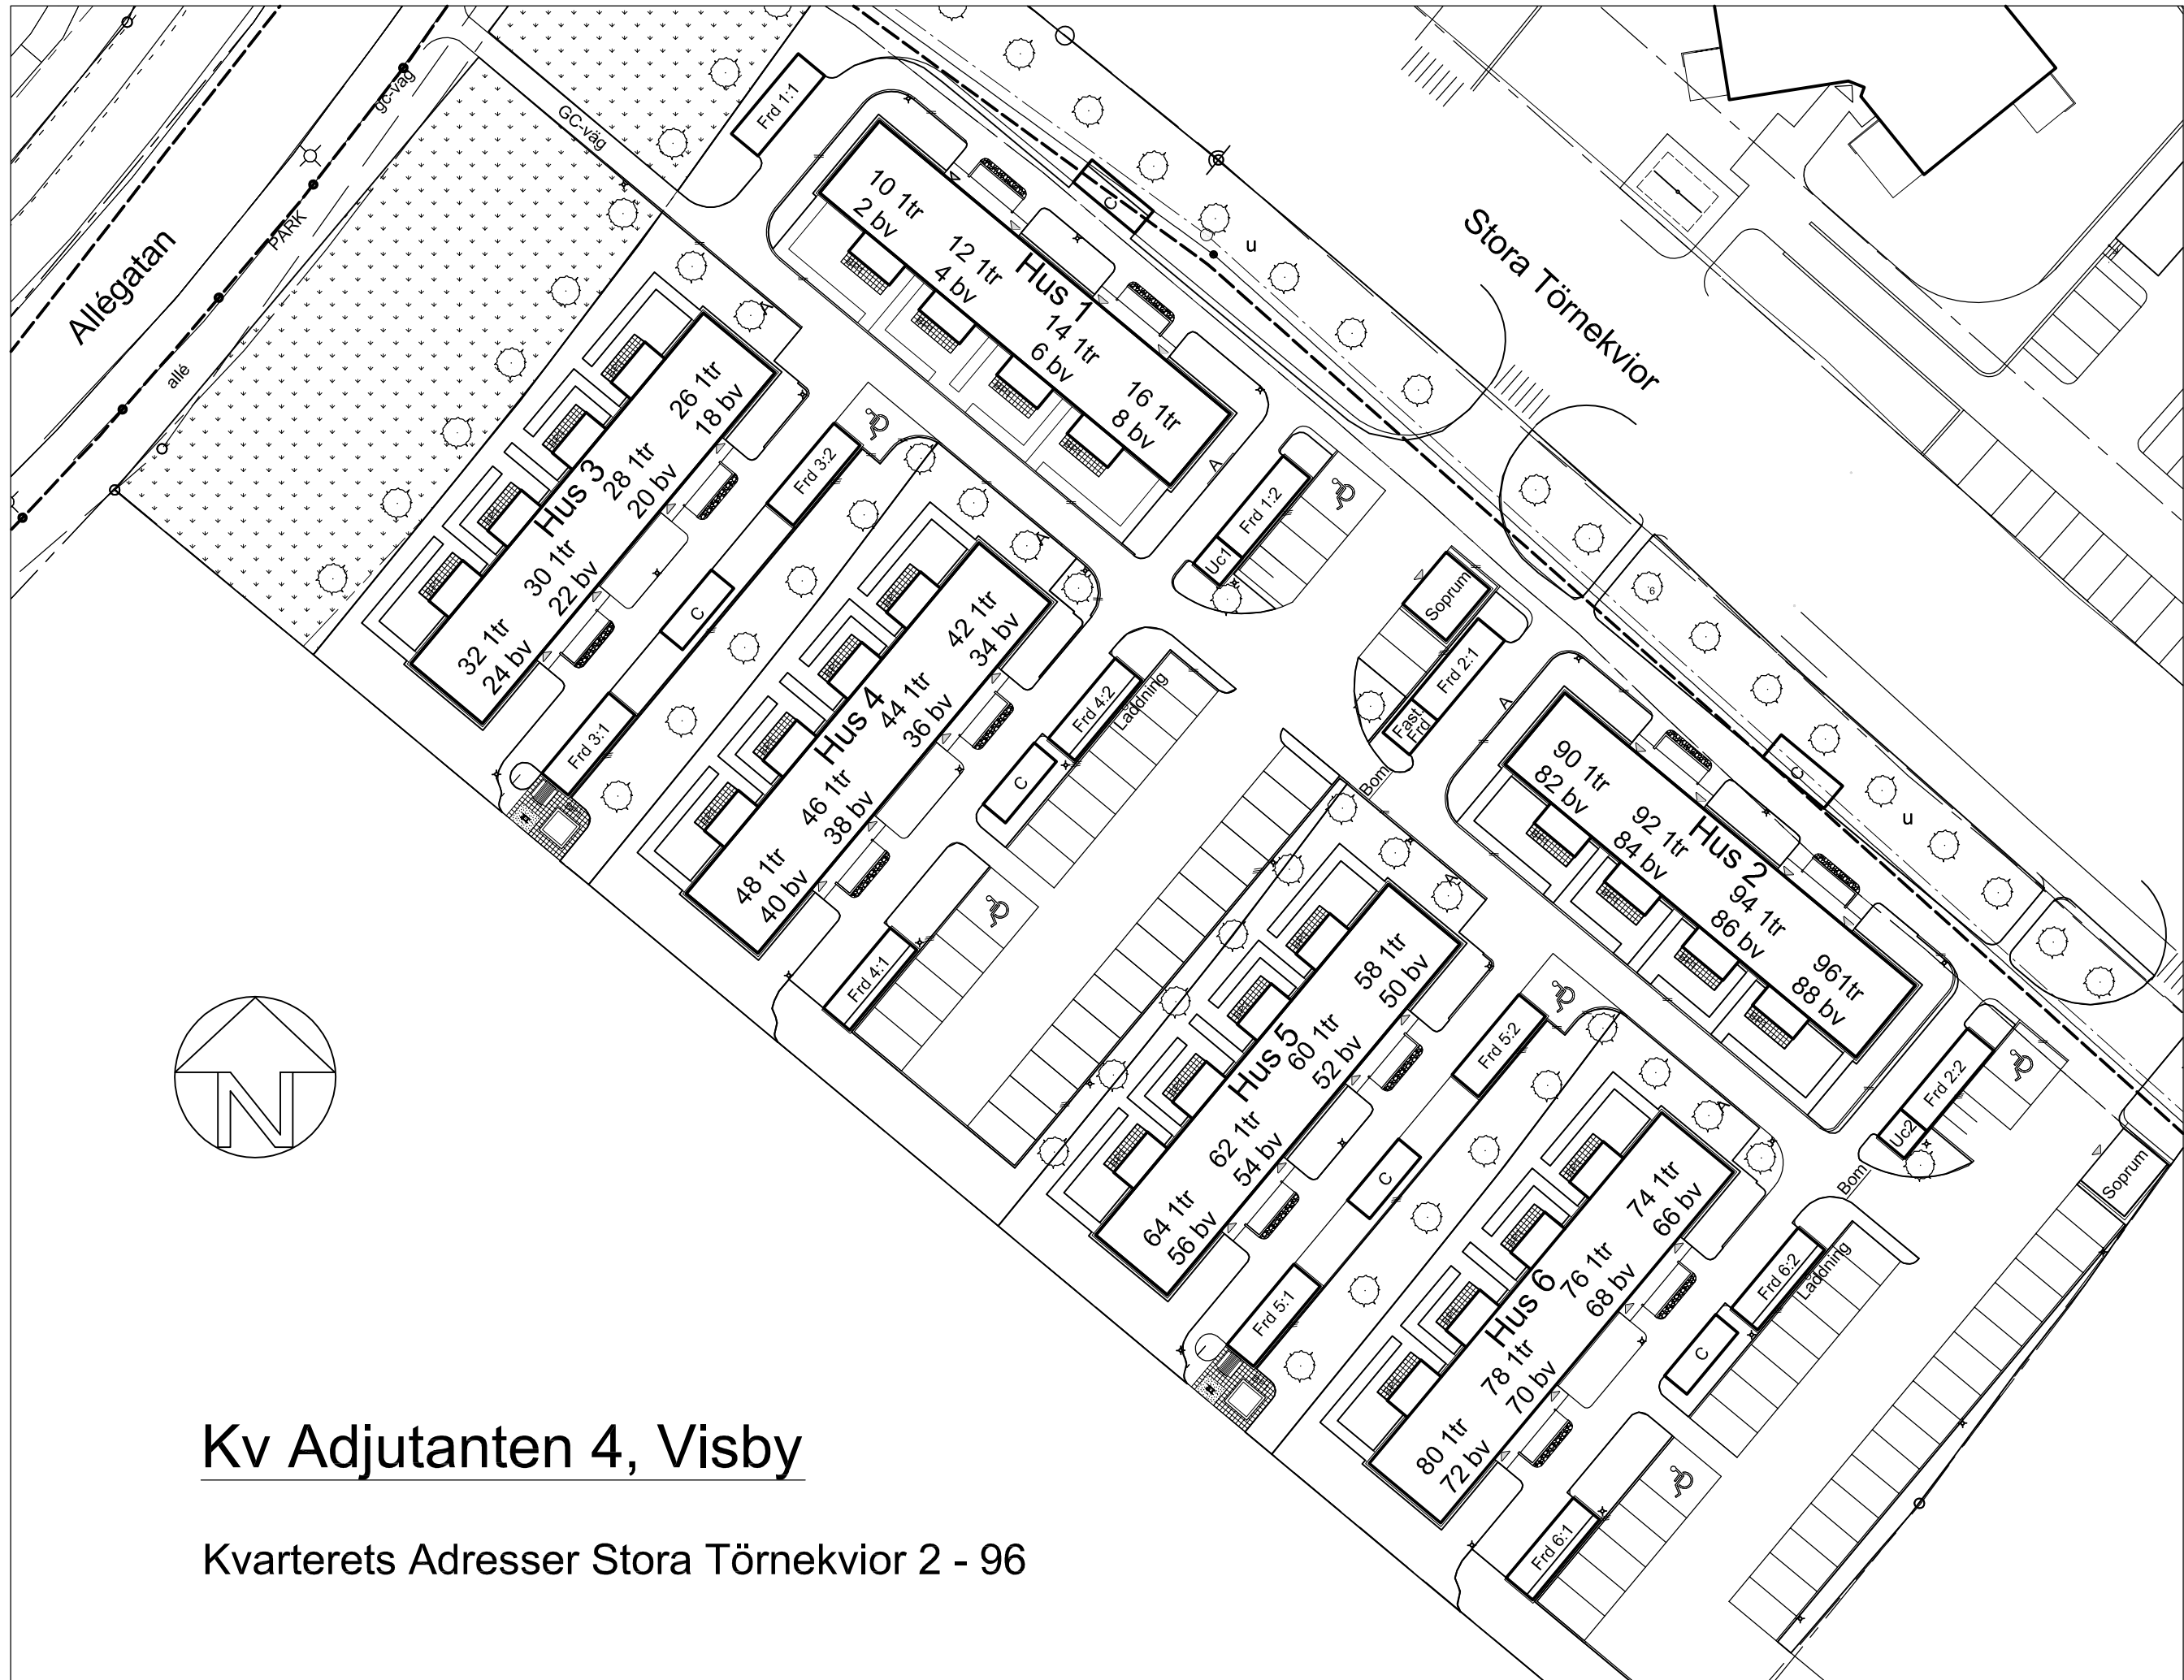 Allégatan
allé
PARK
gc-väg
GC-väg
Frd 1:1
10 1tr
2 bv
12 1tr
4 bv
Hus 1
14 1tr
6 bv
16 1tr
8 bv
C
u
Stora Törnekvior
A
26 1tr
18 bv
28 1tr
20 bv
Hus 3
30 1tr
22 bv
32 1tr
24 bv
A
Frd 3:2
C
Frd 3:1
Frd 1:2
Uc1
42 1tr
34 bv
44 1tr
36 bv
Hus 4
46 1tr
38 bv
48 1tr
40 bv
A
Frd 4:2
Laddning
C
Frd 4:1
Soprum
Frd 2:1
Fast.
Frd
Bom
6
A
90 1tr
82 bv
92 1tr
84 bv
Hus 2
94 1tr
86 bv
961tr
88 bv
C
u
58 1tr
50 bv
60 1tr
52 bv
Hus 5
62 1tr
54 bv
64 1tr
56 bv
A
Frd 5:2
C
Frd 5:1
Frd 2:2
Uc2
Bom
Soprum
74 1tr
66 bv
76 1tr
68 bv
Hus 6
78 1tr
70 bv
80 1tr
72 bv
A
Frd 6:2
Laddning
C
Frd 6:1
N
Kv Adjutanten 4, Visby
Kvarterets Adresser Stora Törnekvior 2 - 96